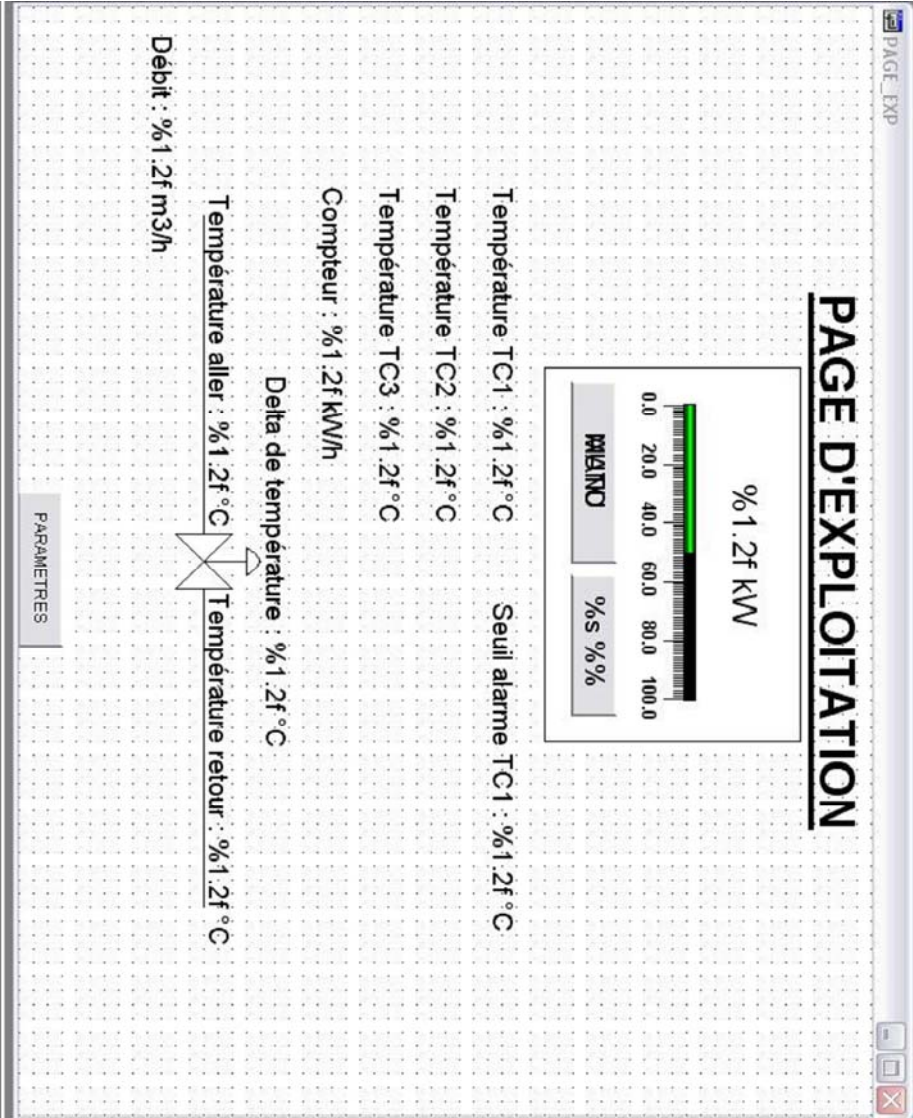 PAGE_EXP
PAGE D'EXPLOITATION
%1.2f kW
0.0 20.0 40.0 60.0 80.0 100.0
%s %%
Température TC1 : %1.2f °C Seuil alarme TC1 : %1.2f °C
Température TC2 : %1.2f °C
Température TC3 : %1.2f °C
Compteur : %1.2f kW/h
Delta de température : %1.2f °C
Température aller : %1.2f °C Température retour : %1.2f °C
Débit : %1.2f m3/h
PARAMETRES